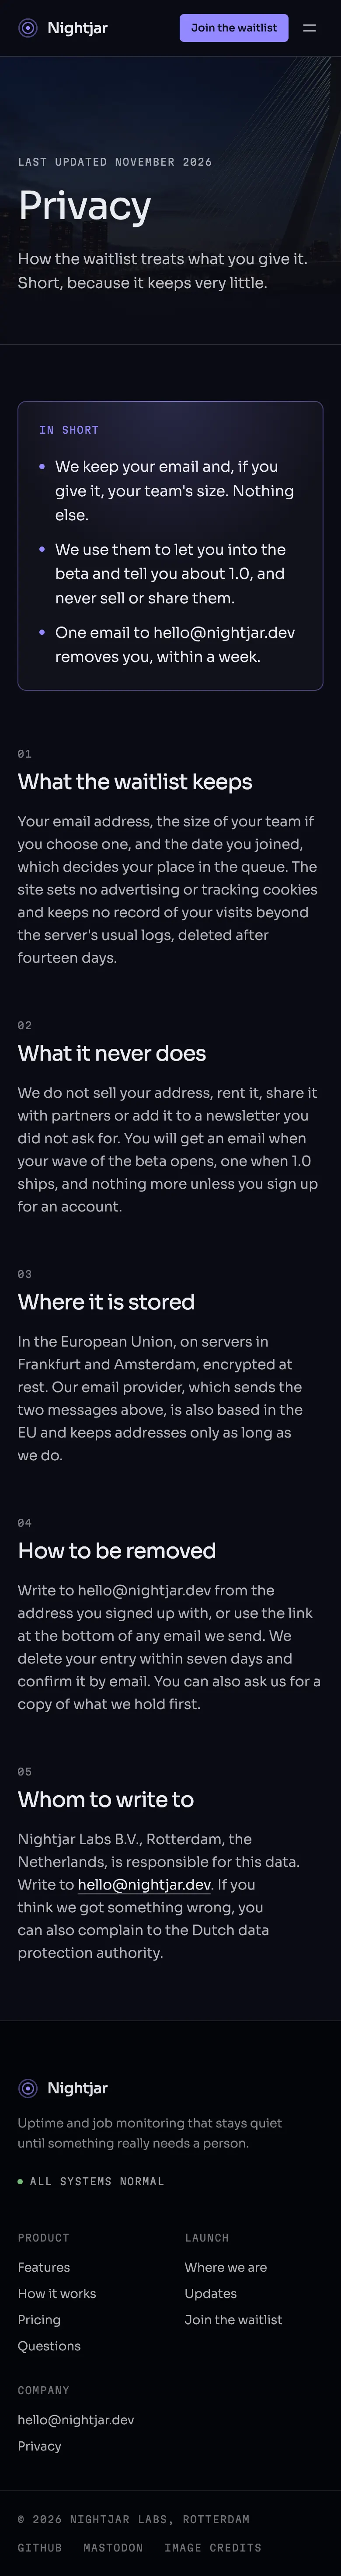 Nightjar
Join the waitlist
LAST UPDATED NOVEMBER 2026
Privacy
How the waitlist treats what you give it.
Short, because it keeps very little.
IN SHORT
We keep your email and, if you
give it, your team's size. Nothing
else.
We use them to let you into the
beta and tell you about 1.0, and
never sell or share them.
One email to hello@nightjar.dev
removes you, within a week.
01
What the waitlist keeps
Your email address, the size of your team if
you choose one, and the date you joined,
which decides your place in the queue. The
site sets no advertising or tracking cookies
and keeps no record of your visits beyond
the server's usual logs, deleted after
fourteen days.
02
What it never does
We do not sell your address, rent it, share it
with partners or add it to a newsletter you
did not ask for. You will get an email when
your wave of the beta opens, one when 1.0
ships, and nothing more unless you sign up
for an account.
03
Where it is stored
In the European Union, on servers in
Frankfurt and Amsterdam, encrypted at
rest. Our email provider, which sends the
two messages above, is also based in the
EU and keeps addresses only as long as
we do.
04
How to be removed
Write to hello@nightjar.dev from the
address you signed up with, or use the link
at the bottom of any email we send. We
delete your entry within seven days and
confirm it by email. You can also ask us for a
copy of what we hold first.
05
Whom to write to
Nightjar Labs B.V., Rotterdam, the
Netherlands, is responsible for this data.
Write to hello@nightjar.dev. If you
think we got something wrong, you
can also complain to the Dutch data
protection authority.
Nightjar
Uptime and job monitoring that stays quiet
until something really needs a person.
ALL SYSTEMS NORMAL
PRODUCT
Features
How it works
Pricing
Questions
LAUNCH
Where we are
Updates
Join the waitlist
COMPANY
hello@nightjar.dev
Privacy
© 2026 NIGHTJAR LABS, ROTTERDAM
GITHUB MASTODON IMAGE CREDITS